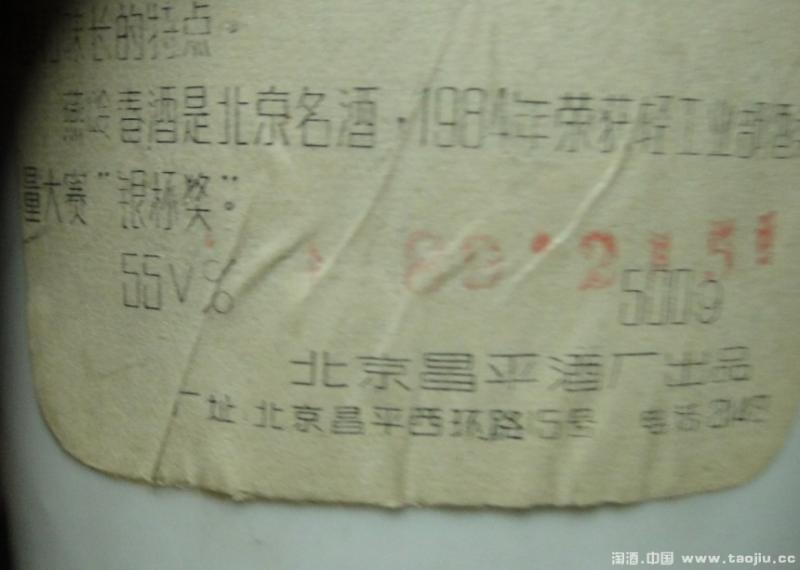 味长的特点。
燕岭春酒是北京名酒，1984年荣获轻工业部酒
量大赛“银杯奖”。
55V%
500g
北京昌平酒厂出品
厂址 北京昌平西环路15号 电话
淘酒.中国 www.taojiu.cc